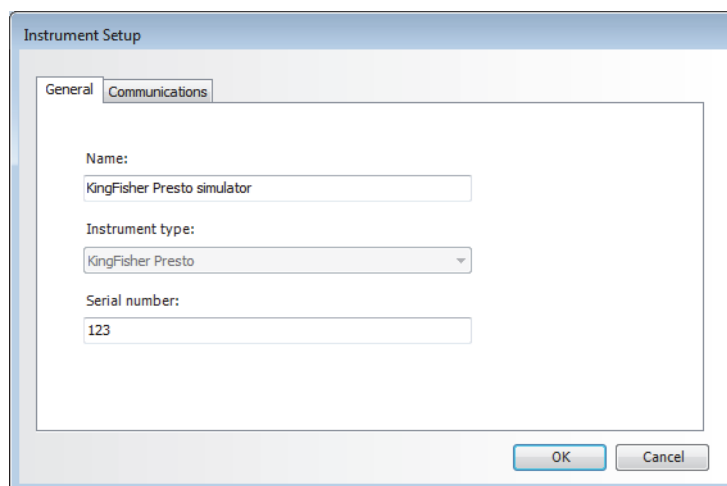 Instrument Setup
General Communications
Name:
KingFisher Presto simulator
Instrument type:
KingFisher Presto
Serial number:
123
OK Cancel